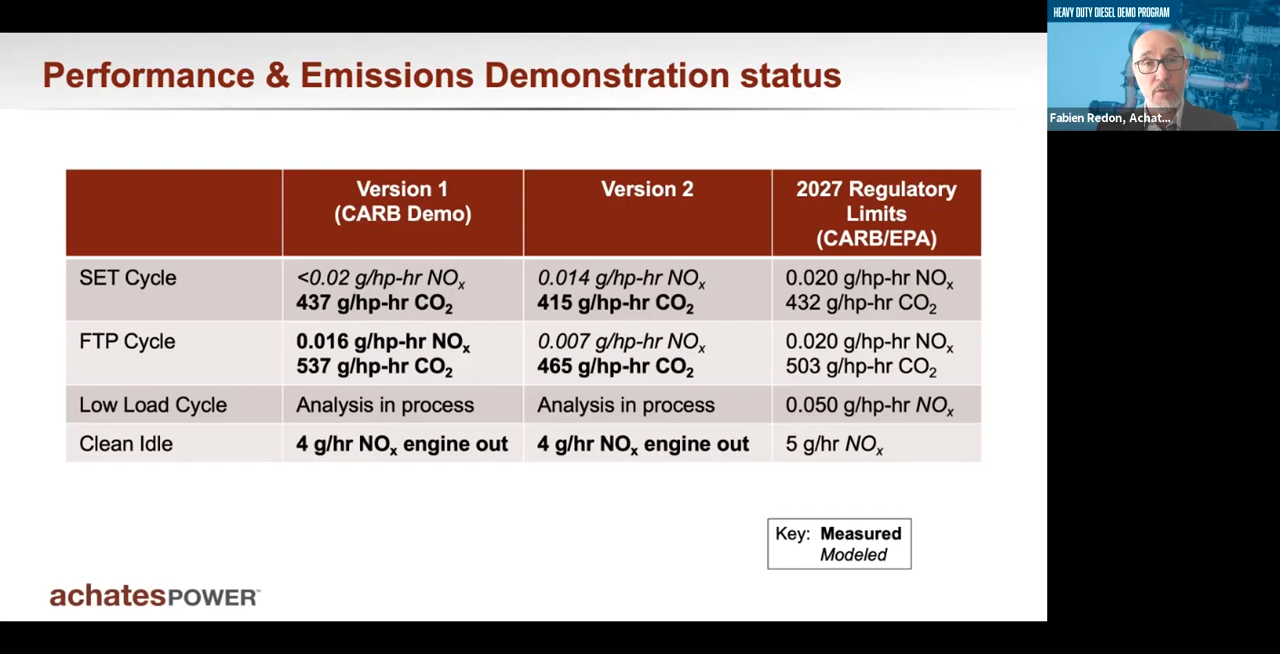 HEAVY DUTY DIESEL DEMO PROGRAM
Fabien Redon, Achat...
Performance & Emissions Demonstration status
Version 1
(CARB Demo)
Version 2
2027 Regulatory
Limits
(CARB/EPA)
SET Cycle
<0.02 g/hp-hr NOx
437 g/hp-hr CO2
0.014 g/hp-hr NOx
415 g/hp-hr CO2
0.020 g/hp-hr NOx
432 g/hp-hr CO2
FTP Cycle
0.016 g/hp-hr NOx
537 g/hp-hr CO2
0.007 g/hp-hr NOx
465 g/hp-hr CO2
0.020 g/hp-hr NOx
503 g/hp-hr CO2
Low Load Cycle
Analysis in process
Analysis in process
0.050 g/hp-hr NOx
Clean Idle
4 g/hr NOx engine out
4 g/hr NOx engine out
5 g/hr NOx
Key: Measured
Modeled
achatesPOWER™